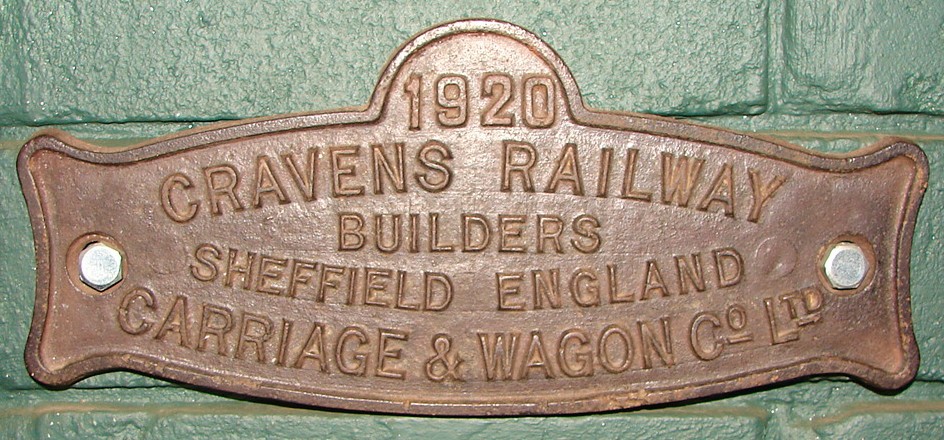 1920
CRAVENS RAILWAY
BUILDERS
SHEFFIELD ENGLAND
CARRIAGE & WAGON Co LTD